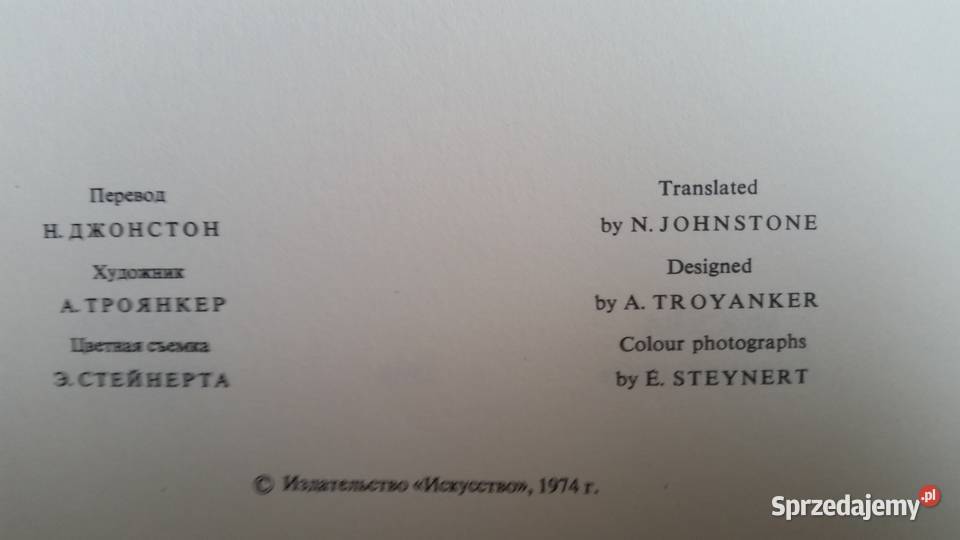 Перевод
Н. ДЖОНСТОН
Художник
А. ТРОЯНКЕР
Цветная съемка
Э. СТЕЙНЕРТА
Translated
by N. JOHNSTONE
Designed
by A. TROYANKER
Colour photographs
by É. STEYNERT
© Издательство «Искусство», 1974 г.
Sprzedajemy.pl